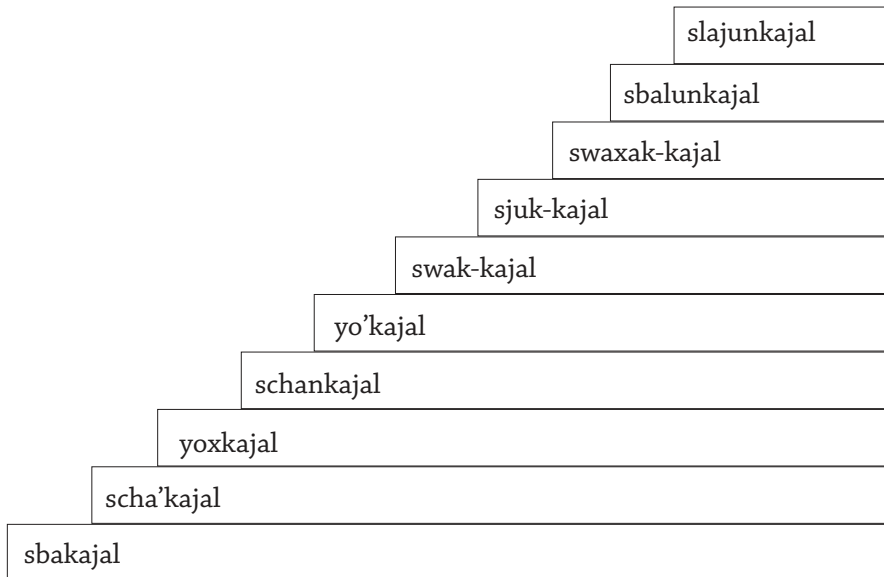 slajunkajal
sbalunkajal
swaxak-kajal
sjuk-kajal
swak-kajal
yo’kajal
schankajal
yoxkajal
scha’kajal
sbakajal